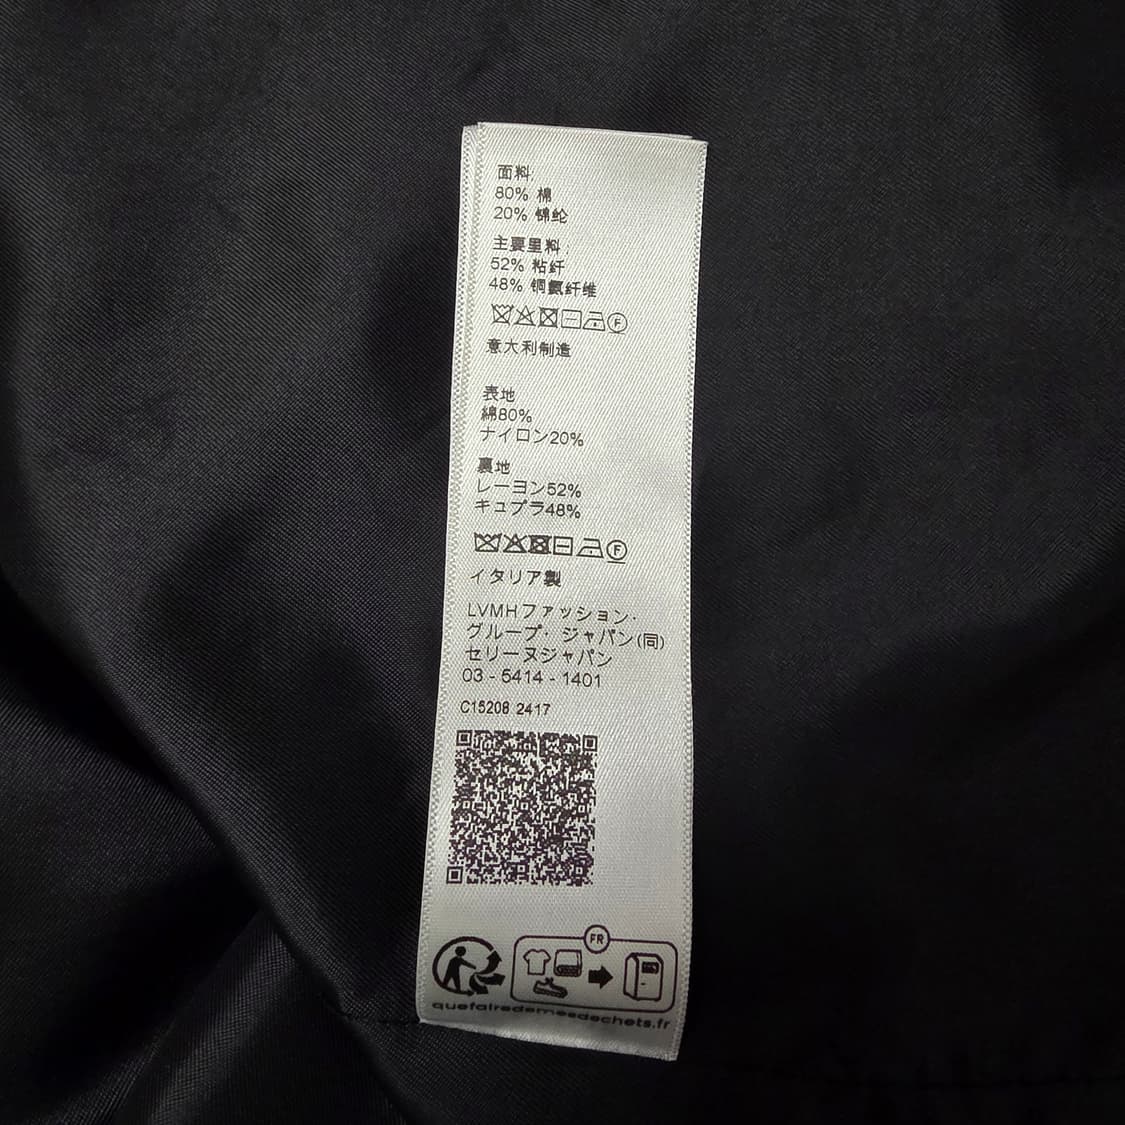 面料:
80% 棉
20% 锦纶
主要里料:
52% 粘纤
48% 铜氨纤维
F
意大利制造
表地
綿80%
ナイロン20%
裏地
レーヨン52%
キュプラ48%
F
イタリア製
LVMHファッション・
グループ・ジャパン(同)
セリーヌジャパン
03 - 5414 - 1401
C15208 2417
FR
quefairedemesdechets.fr